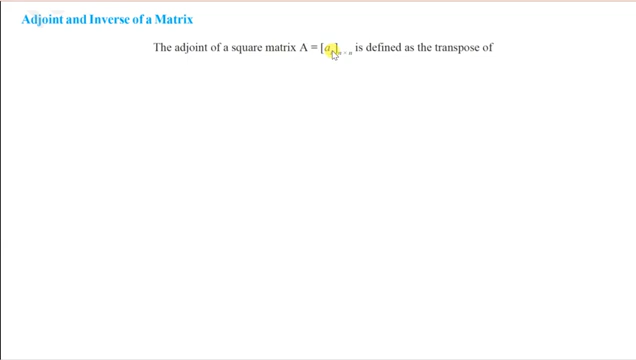 Adjoint and Inverse of a Matrix
The adjoint of a square matrix A = [a ]n × n is defined as the transpose of